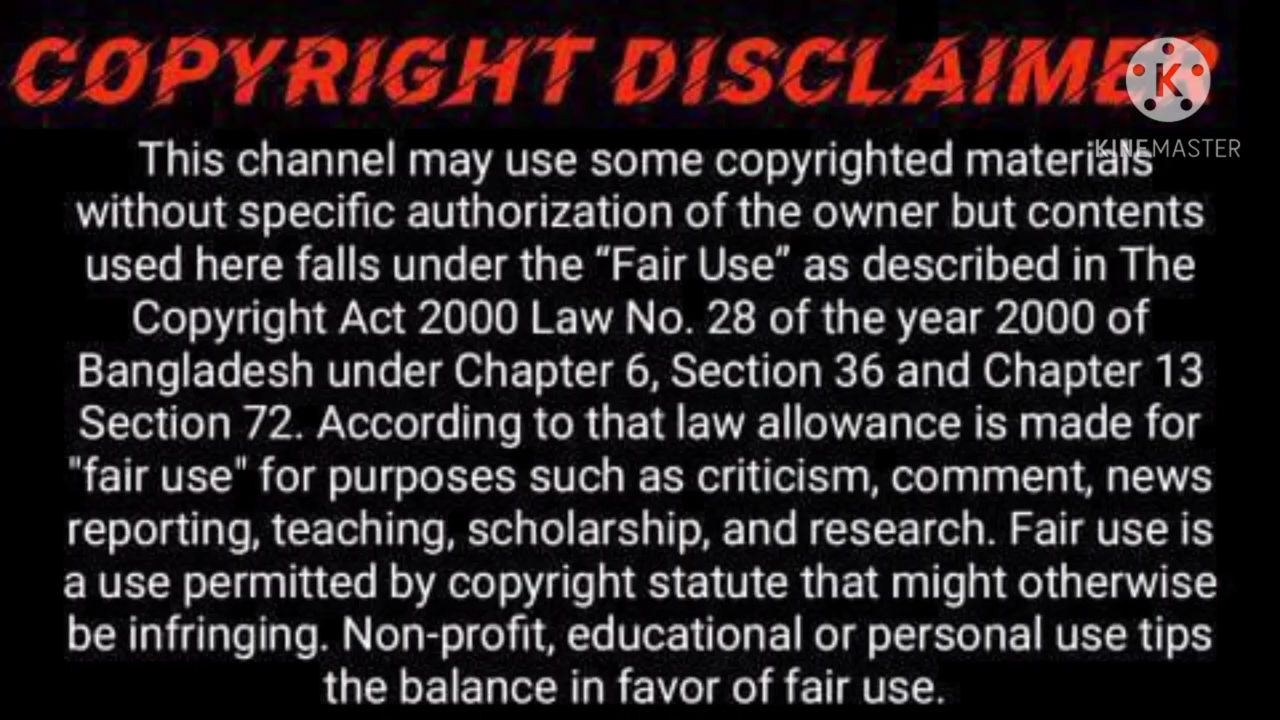 COPYRIGHT DISCLAIMER
K
KINEMASTER
This channel may use some copyrighted materials
without specific authorization of the owner but contents
used here falls under the “Fair Use” as described in The
Copyright Act 2000 Law No. 28 of the year 2000 of
Bangladesh under Chapter 6, Section 36 and Chapter 13
Section 72. According to that law allowance is made for
"fair use" for purposes such as criticism, comment, news
reporting, teaching, scholarship, and research. Fair use is
a use permitted by copyright statute that might otherwise
be infringing. Non-profit, educational or personal use tips
the balance in favor of fair use.